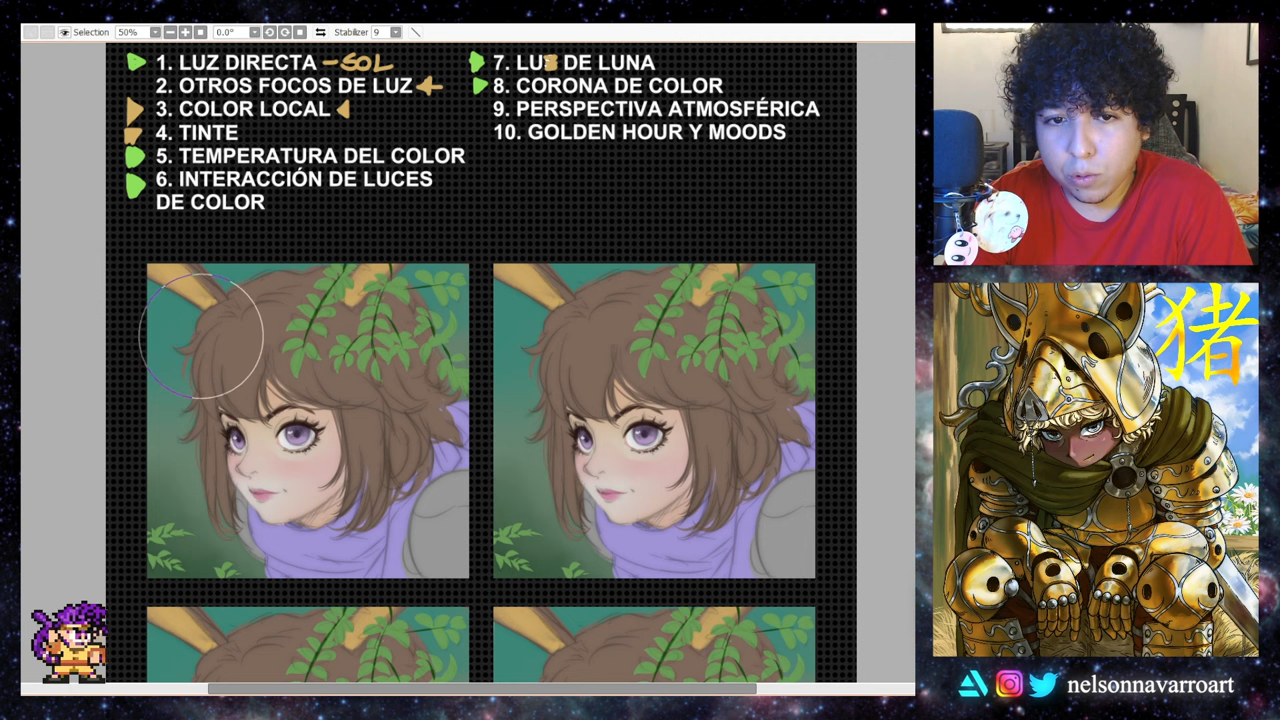 Selection 50% 0.0° Stabilizer 9
1. LUZ DIRECTA - SOL
2. OTROS FOCOS DE LUZ
3. COLOR LOCAL
4. TINTE
5. TEMPERATURA DEL COLOR
6. INTERACCIÓN DE LUCES
DE COLOR
7. LUZ DE LUNA
8. CORONA DE COLOR
9. PERSPECTIVA ATMOSFÉRICA
10. GOLDEN HOUR Y MOODS
猪
nelsonnavarroart